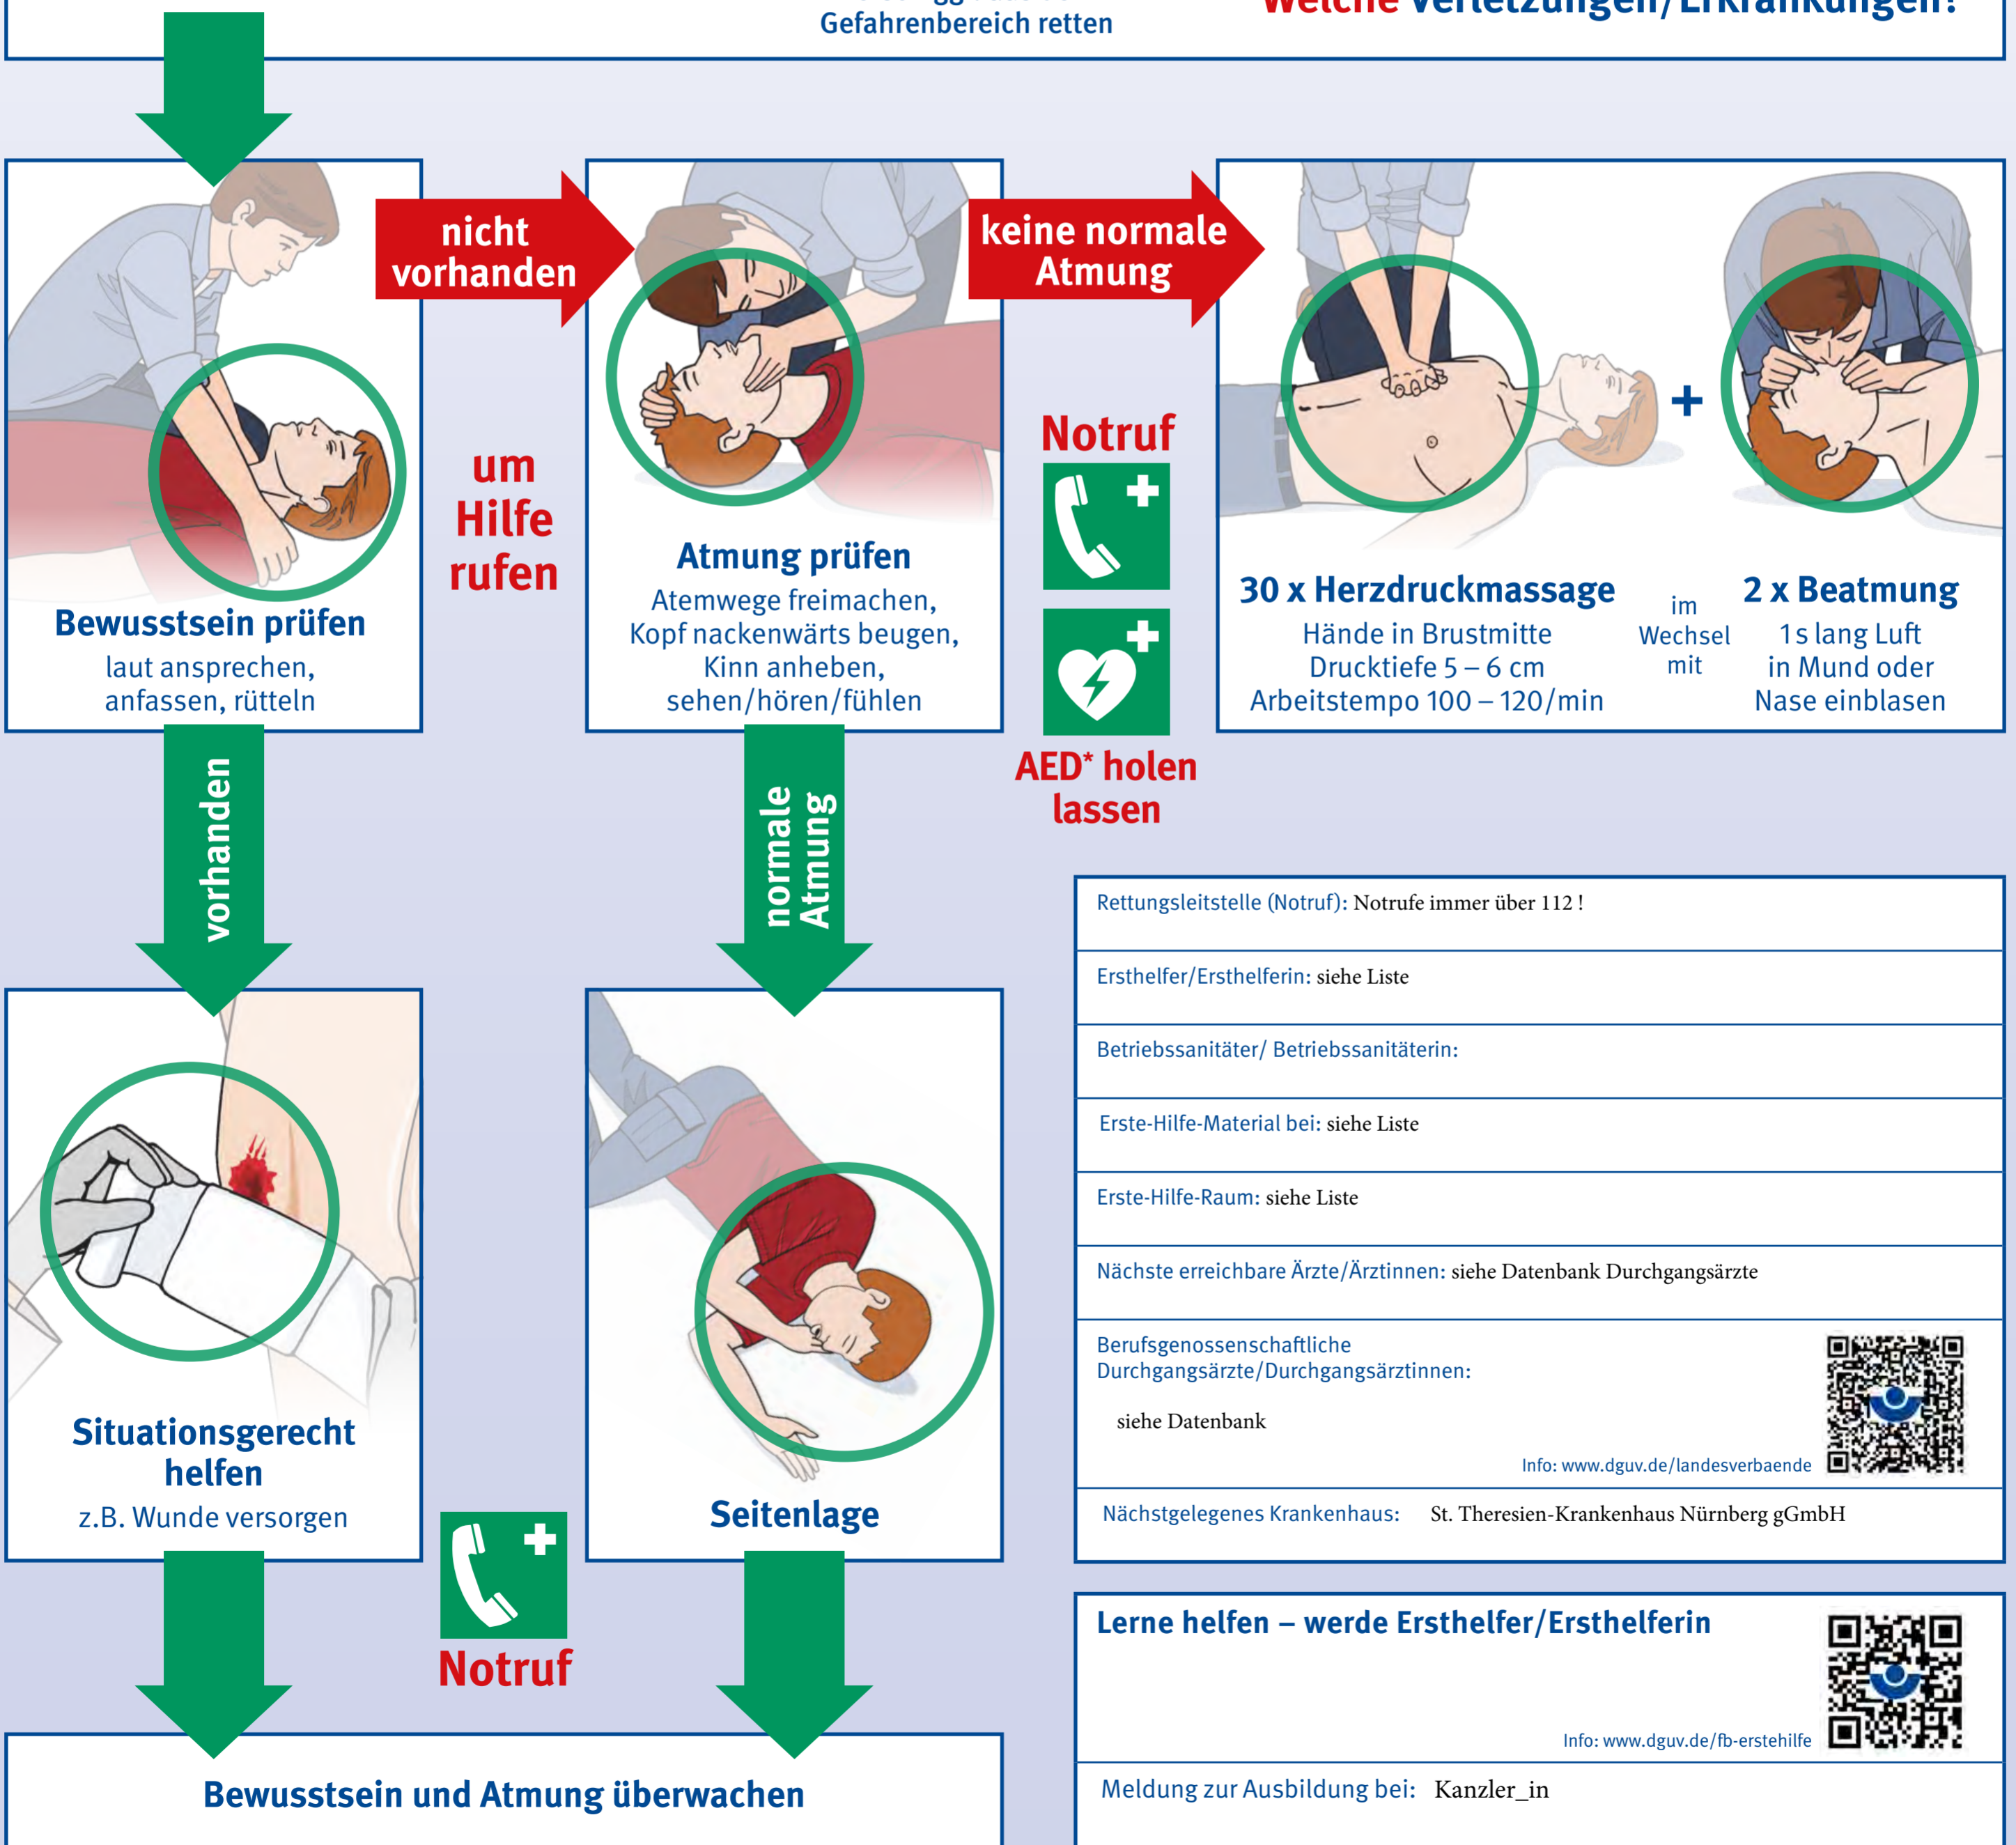 Gefahrenbereich retten
Welche Verletzungen/Erkrankungen?
nicht
vorhanden
keine normale
Atmung
um
Hilfe
rufen
Notruf
Bewusstsein prüfen
laut ansprechen,
anfassen, rütteln
Atmung prüfen
Atemwege freimachen,
Kopf nackenwärts beugen,
Kinn anheben,
sehen/hören/fühlen
AED* holen
lassen
+
30 x Herzdruckmassage
Hände in Brustmitte
Drucktiefe 5 – 6 cm
Arbeitstempo 100 – 120/min
im
Wechsel
mit
2 x Beatmung
1 s lang Luft
in Mund oder
Nase einblasen
vorhanden
normale
Atmung
Situationsgerecht
helfen
z.B. Wunde versorgen
Notruf
Seitenlage
Bewusstsein und Atmung überwachen
Rettungsleitstelle (Notruf): Notrufe immer über 112 !
Ersthelfer/Ersthelferin: siehe Liste
Betriebssanitäter/ Betriebssanitäterin:
Erste-Hilfe-Material bei: siehe Liste
Erste-Hilfe-Raum: siehe Liste
Nächste erreichbare Ärzte/Ärztinnen: siehe Datenbank Durchgangsärzte
Berufsgenossenschaftliche
Durchgangsärzte/Durchgangsärztinnen:
siehe Datenbank
Info: www.dguv.de/landesverbaende
Nächstgelegenes Krankenhaus: St. Theresien-Krankenhaus Nürnberg gGmbH
Lerne helfen – werde Ersthelfer/Ersthelferin
Info: www.dguv.de/fb-erstehilfe
Meldung zur Ausbildung bei: Kanzler_in